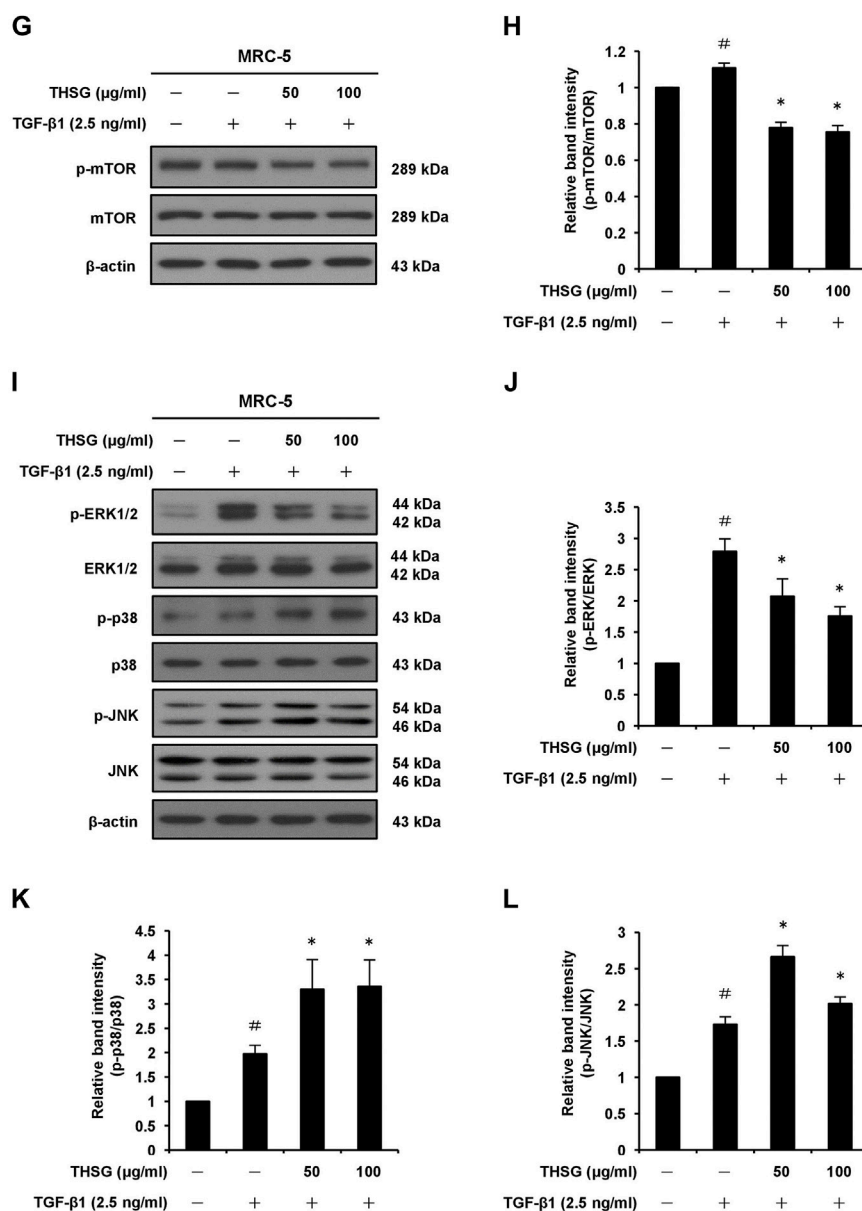 G
MRC-5
THSG (µg/ml) − − 50 100
TGF-β1 (2.5 ng/ml) − + + +
p-mTOR 289 kDa
mTOR 289 kDa
β-actin 43 kDa
H
Relative band intensity
(p-mTOR/mTOR)
1.2
1
0.8
0.6
0.4
0.2
0
#
*
*
THSG (µg/ml) − − 50 100
TGF-β1 (2.5 ng/ml) − + + +
I
MRC-5
THSG (µg/ml) − − 50 100
TGF-β1 (2.5 ng/ml) − + + +
p-ERK1/2 44 kDa
42 kDa
ERK1/2 44 kDa
42 kDa
p-p38 43 kDa
p38 43 kDa
p-JNK 54 kDa
46 kDa
JNK 54 kDa
46 kDa
β-actin 43 kDa
J
Relative band intensity
(p-ERK/ERK)
3.5
3
2.5
2
1.5
1
0.5
0
#
*
*
THSG (µg/ml) − − 50 100
TGF-β1 (2.5 ng/ml) − + + +
K
Relative band intensity
(p-p38/p38)
4.5
4
3.5
3
2.5
2
1.5
1
0.5
0
#
*
*
THSG (µg/ml) − − 50 100
TGF-β1 (2.5 ng/ml) − + + +
L
Relative band intensity
(p-JNK/JNK)
3
2.5
2
1.5
1
0.5
0
#
*
*
THSG (µg/ml) − − 50 100
TGF-β1 (2.5 ng/ml) − + + +